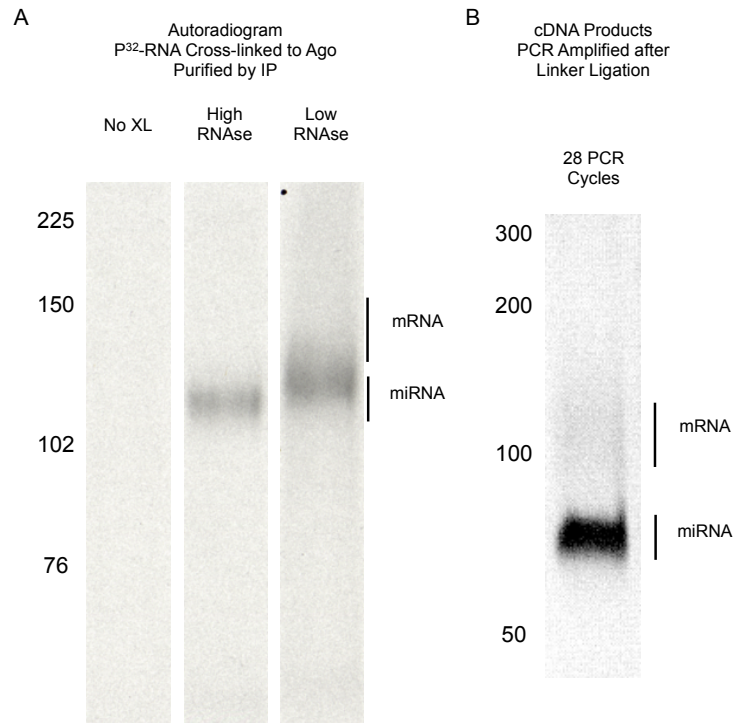 A
Autoradiogram
P32-RNA Cross-linked to Ago
Purified by IP
No XL
High
RNAse
Low
RNAse
225
150
102
76
mRNA
miRNA
B
cDNA Products
PCR Amplified after
Linker Ligation
28 PCR
Cycles
300
200
100
50
mRNA
miRNA